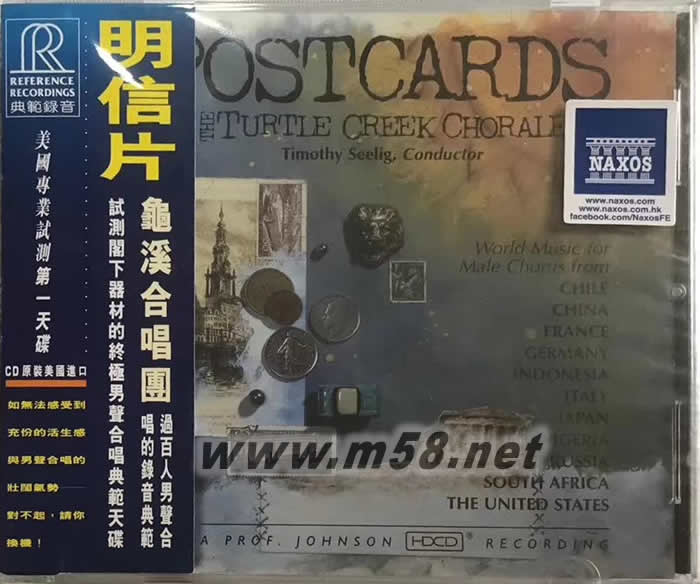 REFERENCE
RECORDINGS
典範錄音
美國專業試測第一天碟
CD原裝美國進口
如無法感受到
充份的活生感
與男聲合唱的
壯闊氣勢——
對不起，請你
換機！
明信片
龜溪合唱團
過百人男聲合
唱的錄音典範
試測閣下器材的終極男聲合唱典範天碟
POSTCARDS
THE TURTLE CREEK CHORALE
Timothy Seelig, Conductor
NAXOS
www.naxos.com
www.naxos.com.hk
facebook.com/NaxosFE
World Music for
Male Chorus from
CHILE
CHINA
FRANCE
GERMANY
INDONESIA
ITALY
JAPAN
NIGERIA
RUSSIA
SOUTH AFRICA
THE UNITED STATES
www.m58.net
A PROF. JOHNSON HDCD® RECORDING